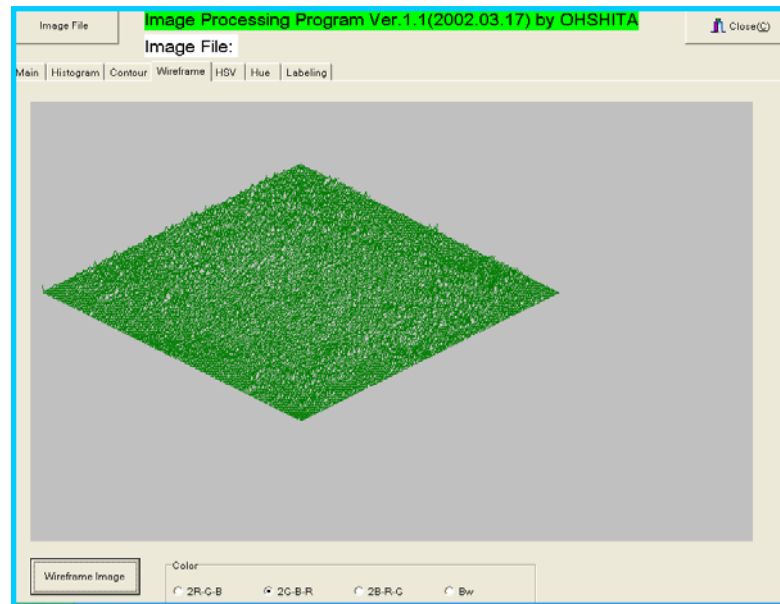 Image File
Image Processing Program Ver.1.1(2002.03.17) by OHSHITA
Close(C)
Image File:
Main Histogram Contour Wireframe HSV Hue Labeling
Color
Wireframe Image
2R-G-B 2G-B-R 2B-R-G Bw